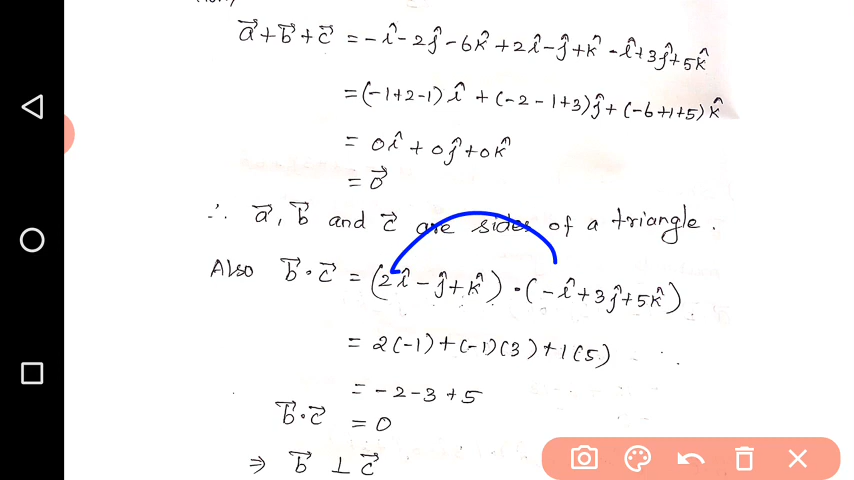 a⃗ + b⃗ + c⃗ = -î - 2ĵ - 6k̂ + 2î - ĵ + k̂ - î + 3ĵ + 5k̂
= (-1+2-1) î + (-2-1+3) ĵ + (-6+1+5) k̂
= 0î + 0ĵ + 0k̂
= 0⃗
∴ a⃗, b⃗ and c⃗ are sides of a triangle.
Also b⃗ · c⃗ = (2î - ĵ + k̂) · (-î + 3ĵ + 5k̂)
= 2(-1) + (-1)(3) + 1(5)
= -2-3+5
b⃗ · c⃗ = 0
⇒ b⃗ ⊥ c⃗